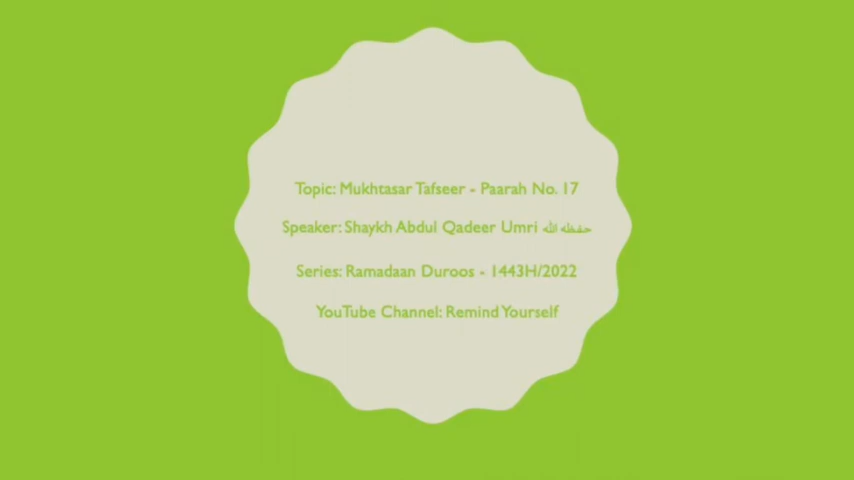 Topic: Mukhtasar Tafseer - Paarah No. 17
Speaker: Shaykh Abdul Qadeer Umri حفظه الله
Series: Ramadaan Duroos - 1443H/2022
YouTube Channel: Remind Yourself